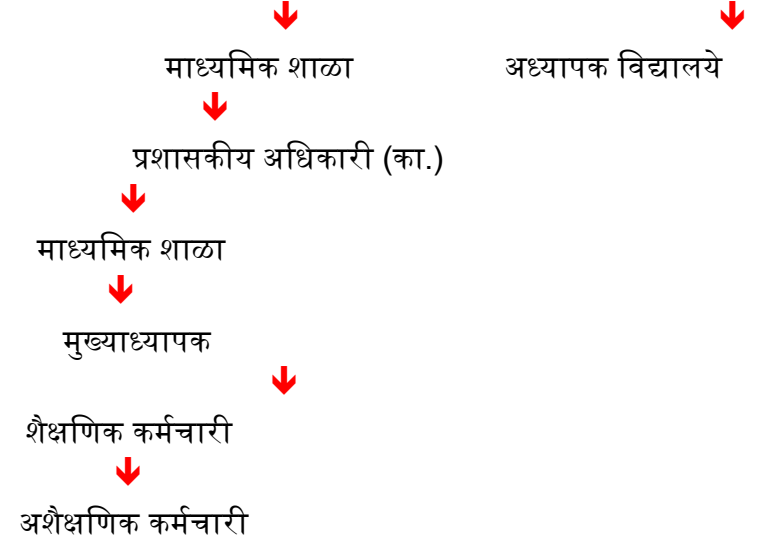 माध्यमिक शाळा अध्यापक विद्यालये
प्रशासकीय अधिकारी (का.)
माध्यमिक शाळा
मुख्याध्यापक
शैक्षणिक कर्मचारी
अशैक्षणिक कर्मचारी